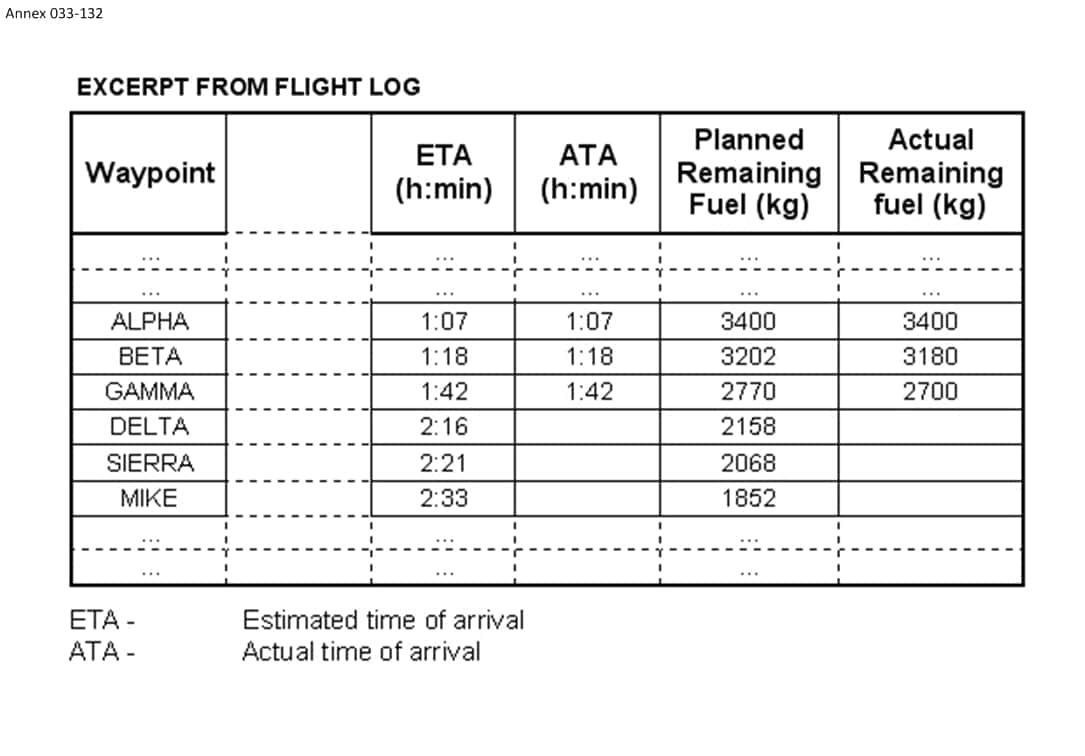 Annex 033-132
EXCERPT FROM FLIGHT LOG
Waypoint ETA (h:min) ATA (h:min) Planned Remaining Fuel (kg) Actual Remaining fuel (kg)
... ... ... ... ...
... ... ... ... ...
ALPHA 1:07 1:07 3400 3400
BETA 1:18 1:18 3202 3180
GAMMA 1:42 1:42 2770 2700
DELTA 2:16 2158
SIERRA 2:21 2068
MIKE 2:33 1852
... ... ...
... ... ...
ETA - Estimated time of arrival
ATA - Actual time of arrival